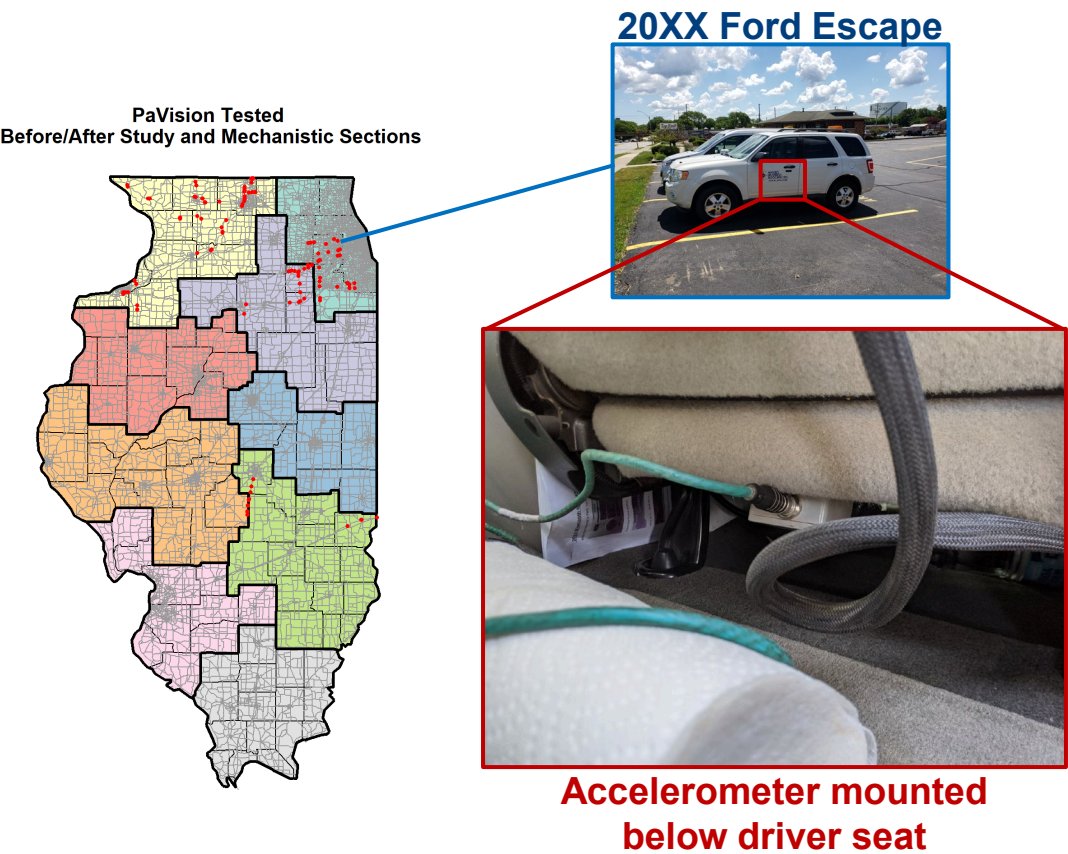 20XX Ford Escape
PaVision Tested
Before/After Study and Mechanistic Sections
Accelerometer mounted
below driver seat